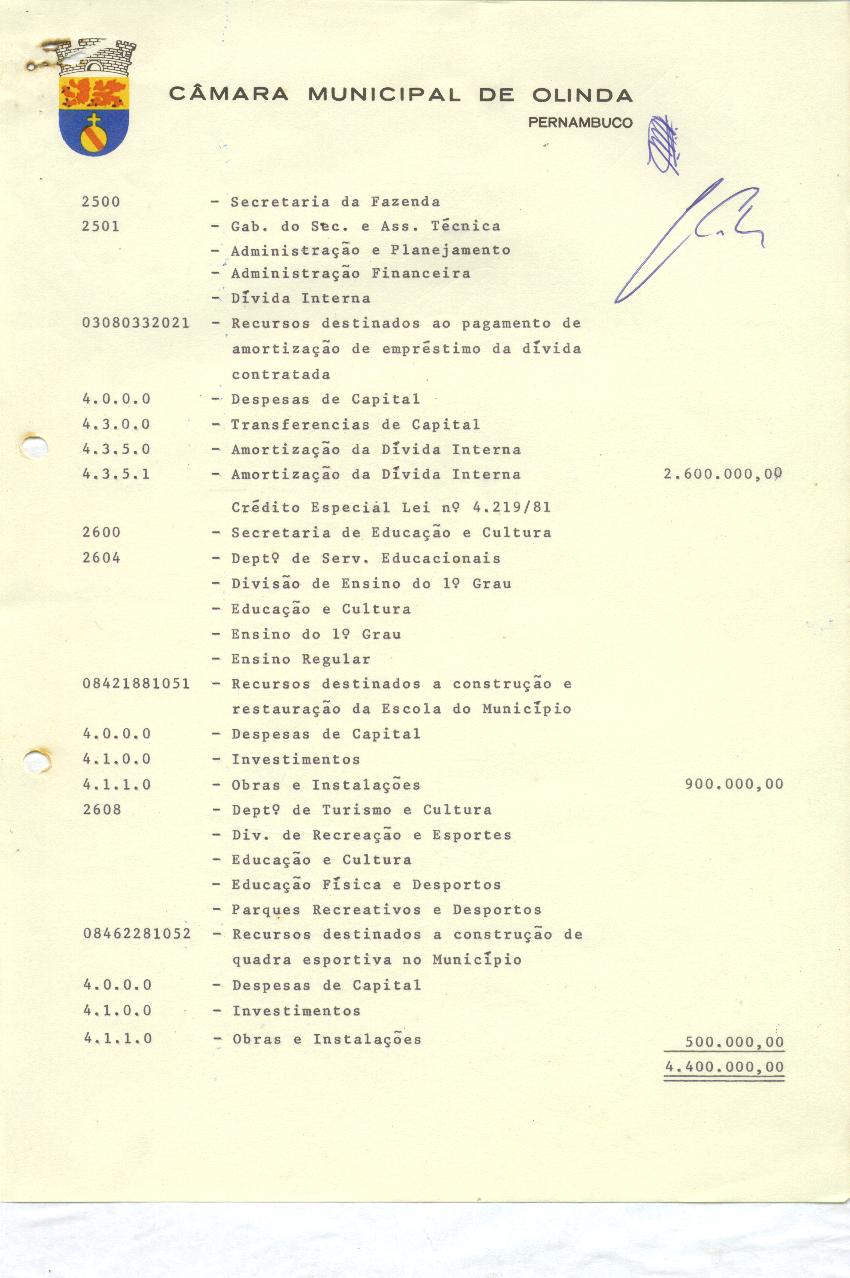 CÂMARA MUNICIPAL DE OLINDA
PERNAMBUCO
2500 - Secretaria da Fazenda
2501 - Gab. do Sec. e Ass. Técnica
- Administração e Planejamento
- Administração Financeira
- Dívida Interna
03080332021 - Recursos destinados ao pagamento de
amortização de empréstimo da dívida
contratada
4.0.0.0 - Despesas de Capital
4.3.0.0 - Transferencias de Capital
4.3.5.0 - Amortização da Dívida Interna
4.3.5.1 - Amortização da Dívida Interna 2.600.000,00
Crédito Especial Lei nº 4.219/81
2600 - Secretaria de Educação e Cultura
2604 - Deptº de Serv. Educacionais
- Divisão de Ensino do 1º Grau
- Educação e Cultura
- Ensino do 1º Grau
- Ensino Regular
08421881051 - Recursos destinados a construção e
restauração da Escola do Município
4.0.0.0 - Despesas de Capital
4.1.0.0 - Investimentos
4.1.1.0 - Obras e Instalações 900.000,00
2608 - Deptº de Turismo e Cultura
- Div. de Recreação e Esportes
- Educação e Cultura
- Educação Física e Desportos
- Parques Recreativos e Desportos
08462281052 - Recursos destinados a construção de
quadra esportiva no Município
4.0.0.0 - Despesas de Capital
4.1.0.0 - Investimentos
4.1.1.0 - Obras e Instalações 500.000,00
4.400.000,00